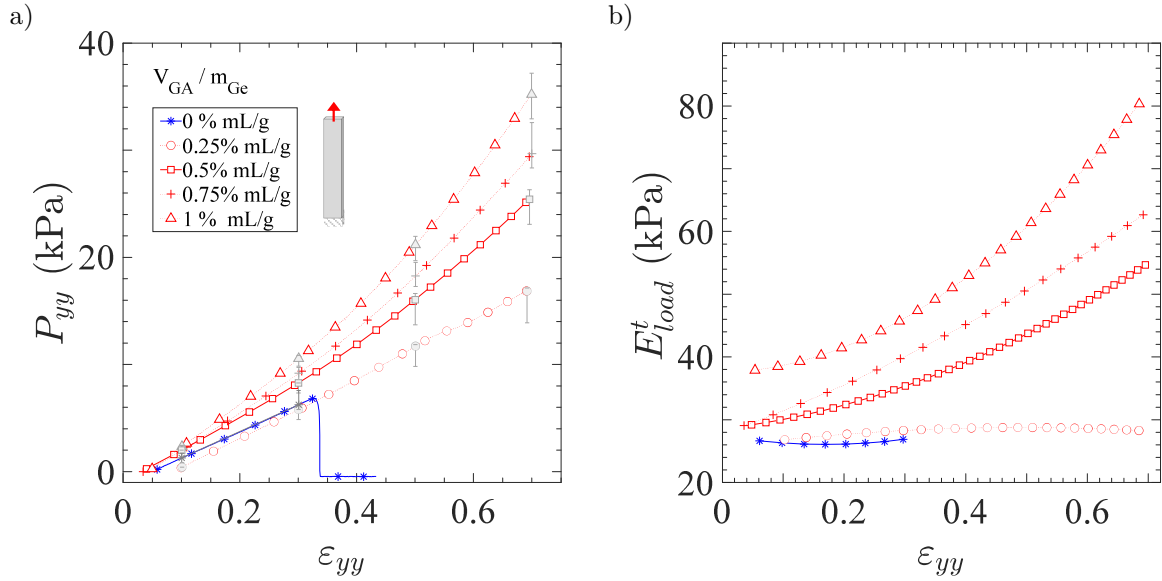 a)
40
20
0
0
0.2
0.4
0.6
P_yy (kPa)
ε_yy
V_GA / m_Ge
0 % mL/g
0.25% mL/g
0.5% mL/g
0.75% mL/g
1 % mL/g
b)
80
60
40
20
0
0.2
0.4
0.6
E^t_load (kPa)
ε_yy